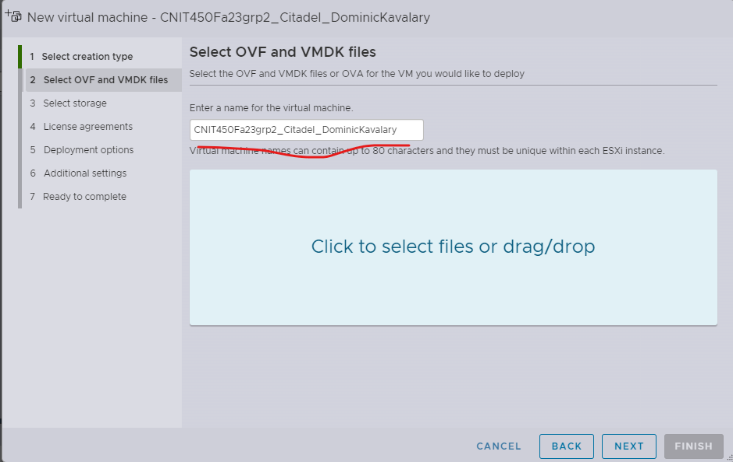 New virtual machine - CNIT450Fa23grp2_Citadel_DominicKavalary
1 Select creation type
2 Select OVF and VMDK files
3 Select storage
4 License agreements
5 Deployment options
6 Additional settings
7 Ready to complete
Select OVF and VMDK files
Select the OVF and VMDK files or OVA for the VM you would like to deploy
Enter a name for the virtual machine.
CNIT450Fa23grp2_Citadel_DominicKavalary
Virtual machine names can contain up to 80 characters and they must be unique within each ESXi instance.
Click to select files or drag/drop
CANCEL
BACK
NEXT
FINISH